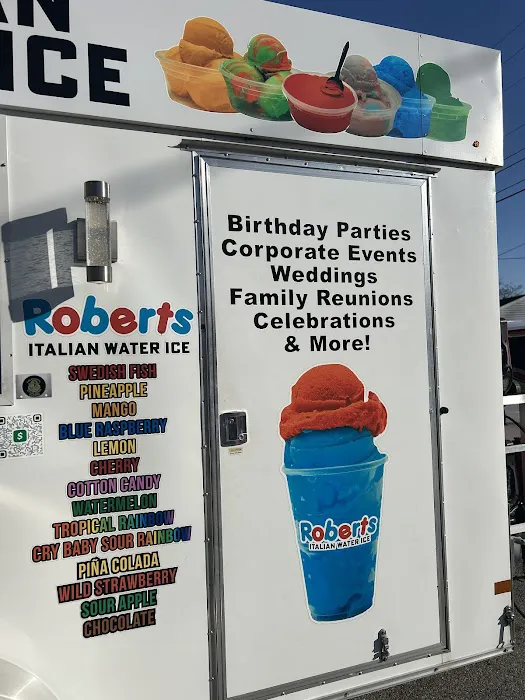 AN
ICE
Birthday Parties
Corporate Events
Weddings
Family Reunions
Celebrations
& More!
Roberts
ITALIAN WATER ICE
SWEDISH FISH
PINEAPPLE
MANGO
BLUE RASPBERRY
LEMON
CHERRY
COTTON CANDY
WATERMELON
TROPICAL RAINBOW
CRY BABY SOUR RAINBOW
PIÑA COLADA
WILD STRAWBERRY
SOUR APPLE
CHOCOLATE
$
Roberts
ITALIAN WATER ICE